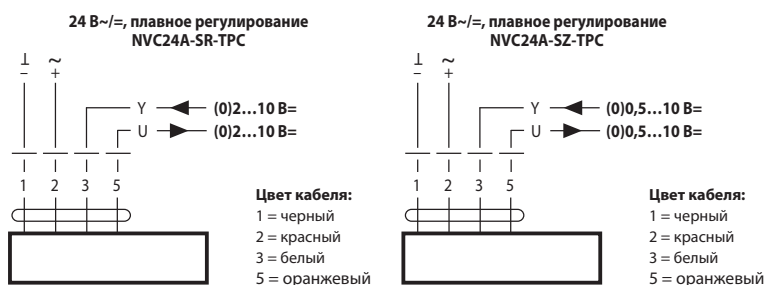 24 В~/=, плавное регулирование
NVC24A-SR-TPC
⊥ ~
– +
Y (0)2…10 В=
U (0)2…10 В=
1 2 3 5
Цвет кабеля:
1 = черный
2 = красный
3 = белый
5 = оранжевый
24 В~/=, плавное регулирование
NVC24A-SZ-TPC
⊥ ~
– +
Y (0)0,5…10 В=
U (0)0,5…10 В=
1 2 3 5
Цвет кабеля:
1 = черный
2 = красный
3 = белый
5 = оранжевый